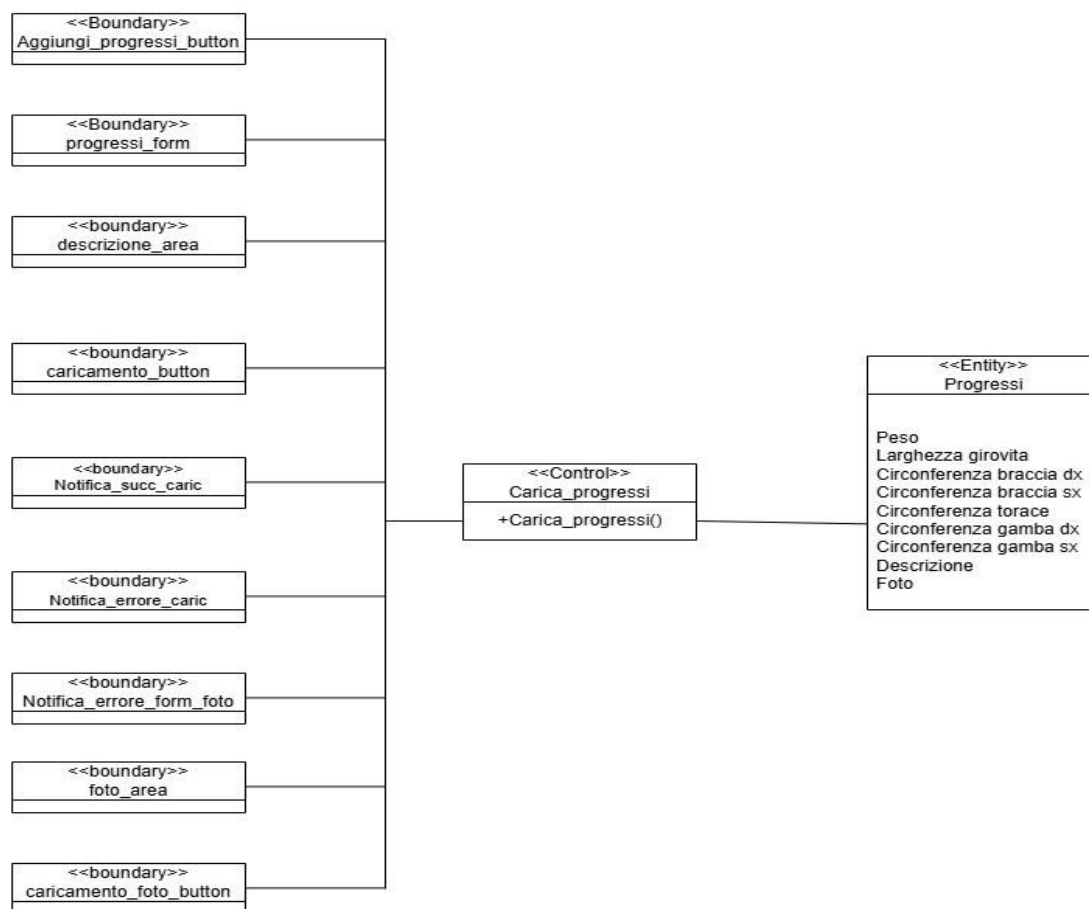 <<Boundary>>
Aggiungi_progressi_button
<<Boundary>>
progressi_form
<<boundary>>
descrizione_area
<<boundary>>
caricamento_button
<<boundary>>
Notifica_succ_caric
<<boundary>>
Notifica_errore_caric
<<boundary>>
Notifica_errore_form_foto
<<boundary>>
foto_area
<<boundary>>
caricamento_foto_button
<<Control>>
Carica_progressi
+Carica_progressi()
<<Entity>>
Progressi
Peso
Larghezza girovita
Circonferenza braccia dx
Circonferenza braccia sx
Circonferenza torace
Circonferenza gamba dx
Circonferenza gamba sx
Descrizione
Foto